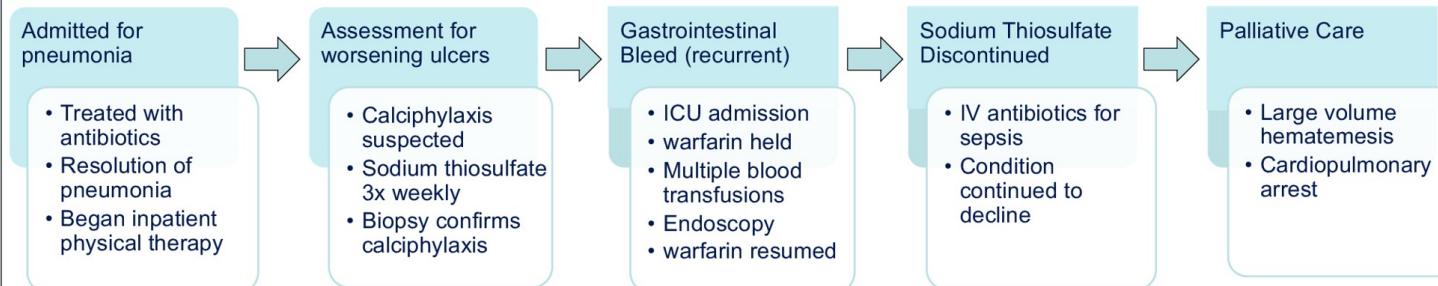 Admitted for
pneumonia
• Treated with
antibiotics
• Resolution of
pneumonia
• Began inpatient
physical therapy
Assessment for
worsening ulcers
• Calciphylaxis
suspected
• Sodium thiosulfate
3x weekly
• Biopsy confirms
calciphylaxis
Gastrointestinal
Bleed (recurrent)
• ICU admission
• warfarin held
• Multiple blood
transfusions
• Endoscopy
• warfarin resumed
Sodium Thiosulfate
Discontinued
• IV antibiotics for
sepsis
• Condition
continued to
decline
Palliative Care
• Large volume
hematemesis
• Cardiopulmonary
arrest